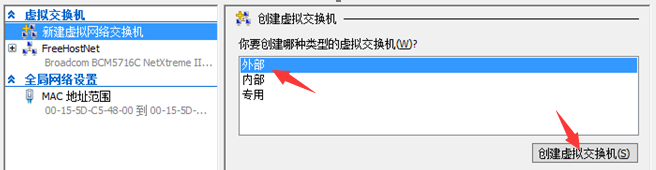 虚拟交换机
新建虚拟网络交换机
FreeHostNet
Broadcom BCM5716C NetXtreme II...
全局网络设置
MAC 地址范围
00-15-5D-C5-48-00 到 00-15-5D-...
创建虚拟交换机
你要创建哪种类型的虚拟交换机(W)?
外部
内部
专用
创建虚拟交换机(S)